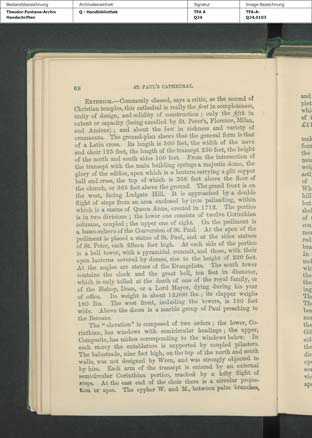 Bestandsbezeichnung
Archivaleinheit
Signatur
Image-Bezeichnung
Theodor-Fontane-Archiv
Handschriften
Q - Handbibliothek
TFA A
Q24
TFA-A-
Q24_0103
68
ST. PAUL'S CATHEDRAL
EXTERIOR.—Commonly classed, says a critic, as the second of
Christian temples, this cathedral is really the first in completeness,
unity of design, and solidity of construction; only the fifth in
extent or capacity (being excelled by St. Peter's, Florence, Milan,
and Amiens); and about the last in richness and variety of
ornaments. The ground-plan shews that the general form is that
of a Latin cross. Its length is 500 feet, the width of the nave
and choir 125 feet, the length of the transept 250 feet, the height
of the north and south sides 100 feet. From the intersection of
the transept with the main building springs a majestic dome, the
glory of the edifice, upon which is a lantern carrying a gilt copper
ball and cross, the top of which is 356 feet above the floor of
the church, or 365 feet above the ground. The grand front is on
the west, facing Ludgate Hill. It is approached by a double
flight of steps from an area enclosed by iron palisading, within
which is a statue of Queen Anne, erected in 1712. The portico
is in two divisions; the lower one consists of twelve Corinthian
columns, coupled; the upper one of eight. On the pediment is
a basso-relievo of the Conversion of St. Paul. At the apex of the
pediment is placed a statue of St. Paul, and at the sides statues
of St. Peter, each fifteen feet high. At each side of the portico
is a bell tower, with a pyramidal summit, and these, with their
open lanterns covered by domes, rise to the height of 220 feet.
At the angles are statues of the Evangelists. The south tower
contains the clock and the great bell, ten feet in diameter,
which is only tolled at the death of one of the royal family, or
of the Bishop, Dean, or a Lord Mayor, dying during his year
of office. Its weight is about 12,000 lbs.; its clapper weighs
180 lbs. The west front, including the towers, is 180 feet
wide. Above the doors is a marble group of Paul preaching to
the Bereans.
The "elevation" is composed of two orders; the lower, Co-
rinthian, has windows with semicircular headings; the upper,
Composite, has niches corresponding to the windows below. In
each storey the entablature is supported by coupled pilasters.
The balustrade, nine feet high, on the top of the north and south
walls, was not designed by Wren, and was strongly objected to
by him. Each arm of the transept is entered by an external
semicircular Corinthian portico, reached by a lofty flight of
steps. At the east end of the choir there is a circular projec-
tion or apse. The cypher W. and M., between palm branches,